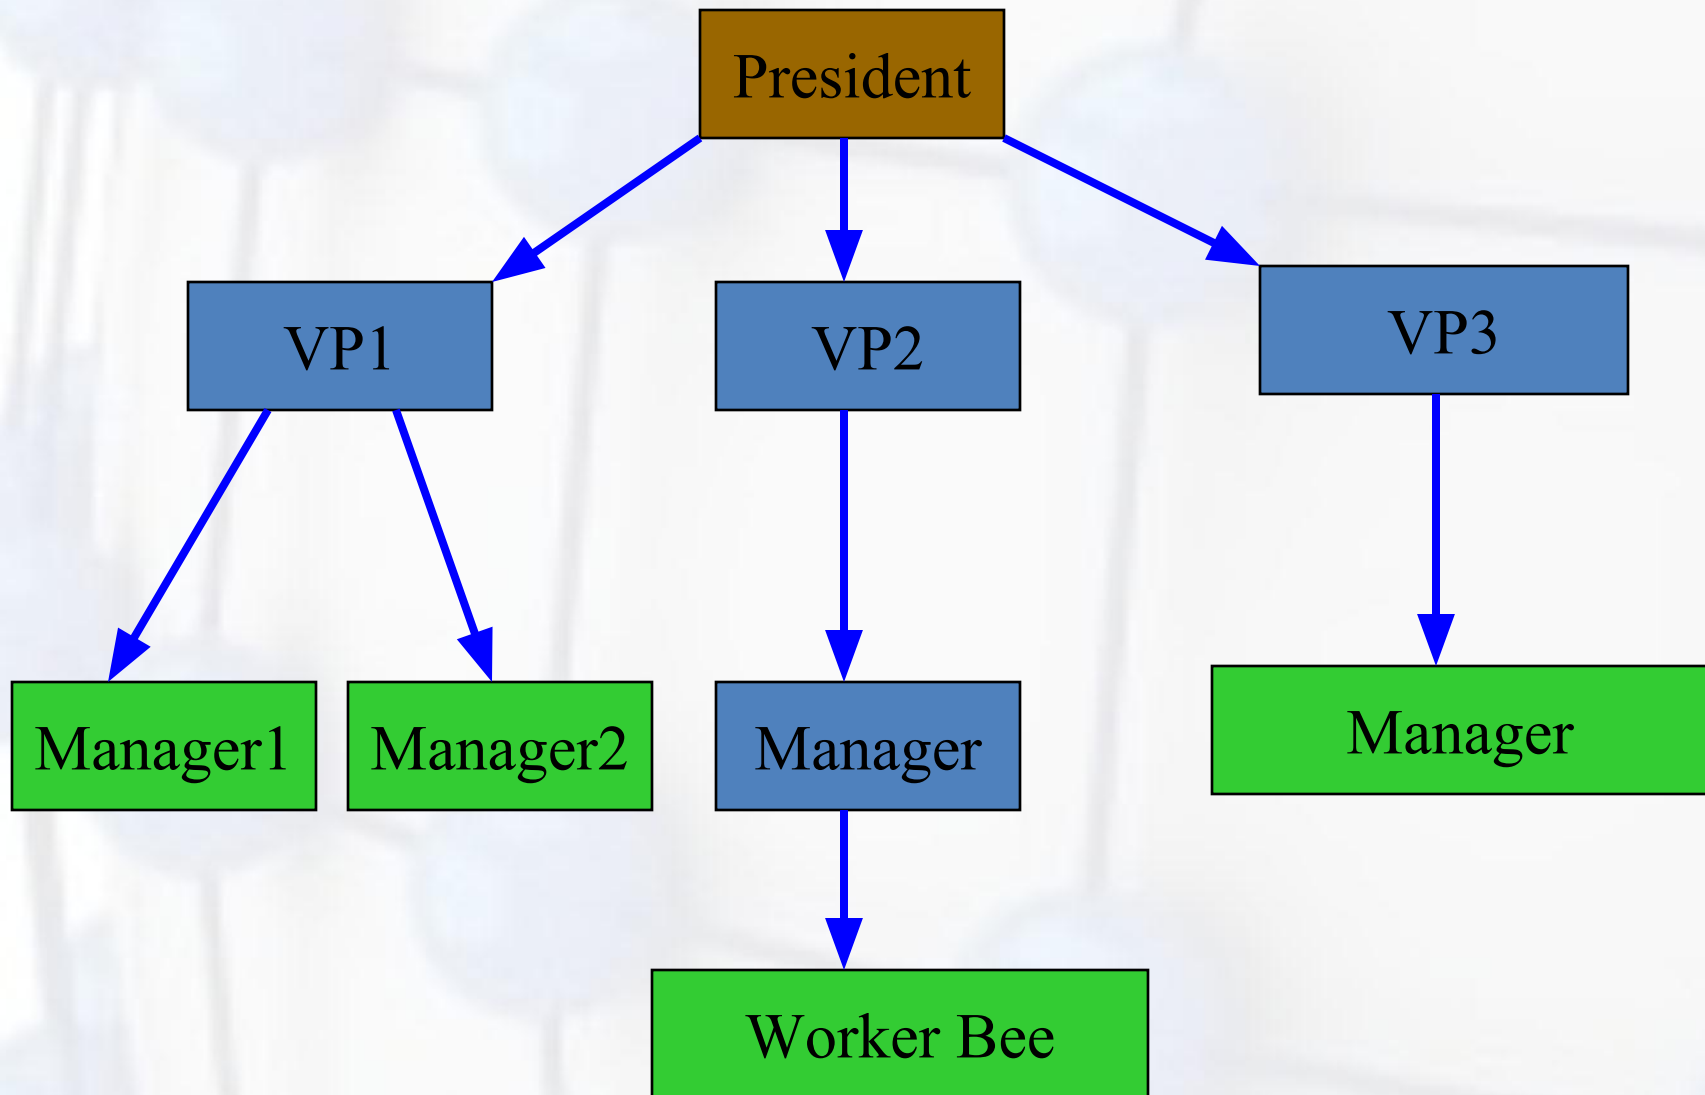 President
VP1
VP2
VP3
Manager1
Manager2
Manager
Manager
Worker Bee